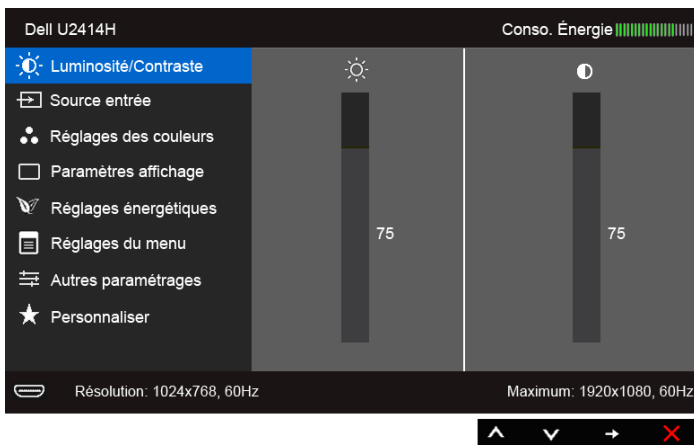 Dell U2414H
Conso. Énergie
Luminosité/Contraste
Source entrée
Réglages des couleurs
Paramètres affichage
Réglages énergétiques
Réglages du menu
Autres paramétrages
Personnaliser
75
75
Résolution: 1024x768, 60Hz
Maximum: 1920x1080, 60Hz